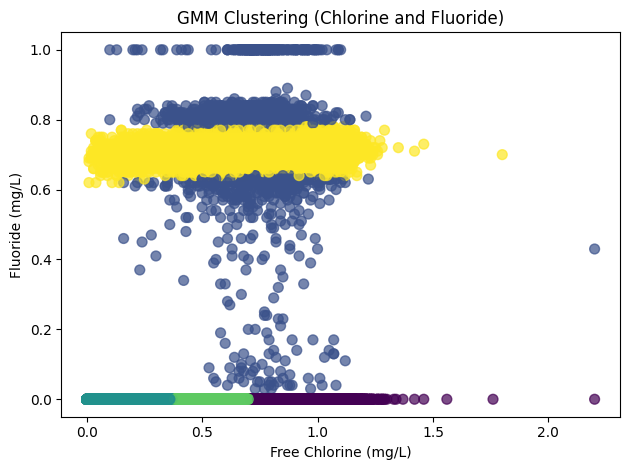 GMM Clustering (Chlorine and Fluoride)
1.0
0.8
0.6
0.4
0.2
0.0
Fluoride (mg/L)
0.0 0.5 1.0 1.5 2.0
Free Chlorine (mg/L)